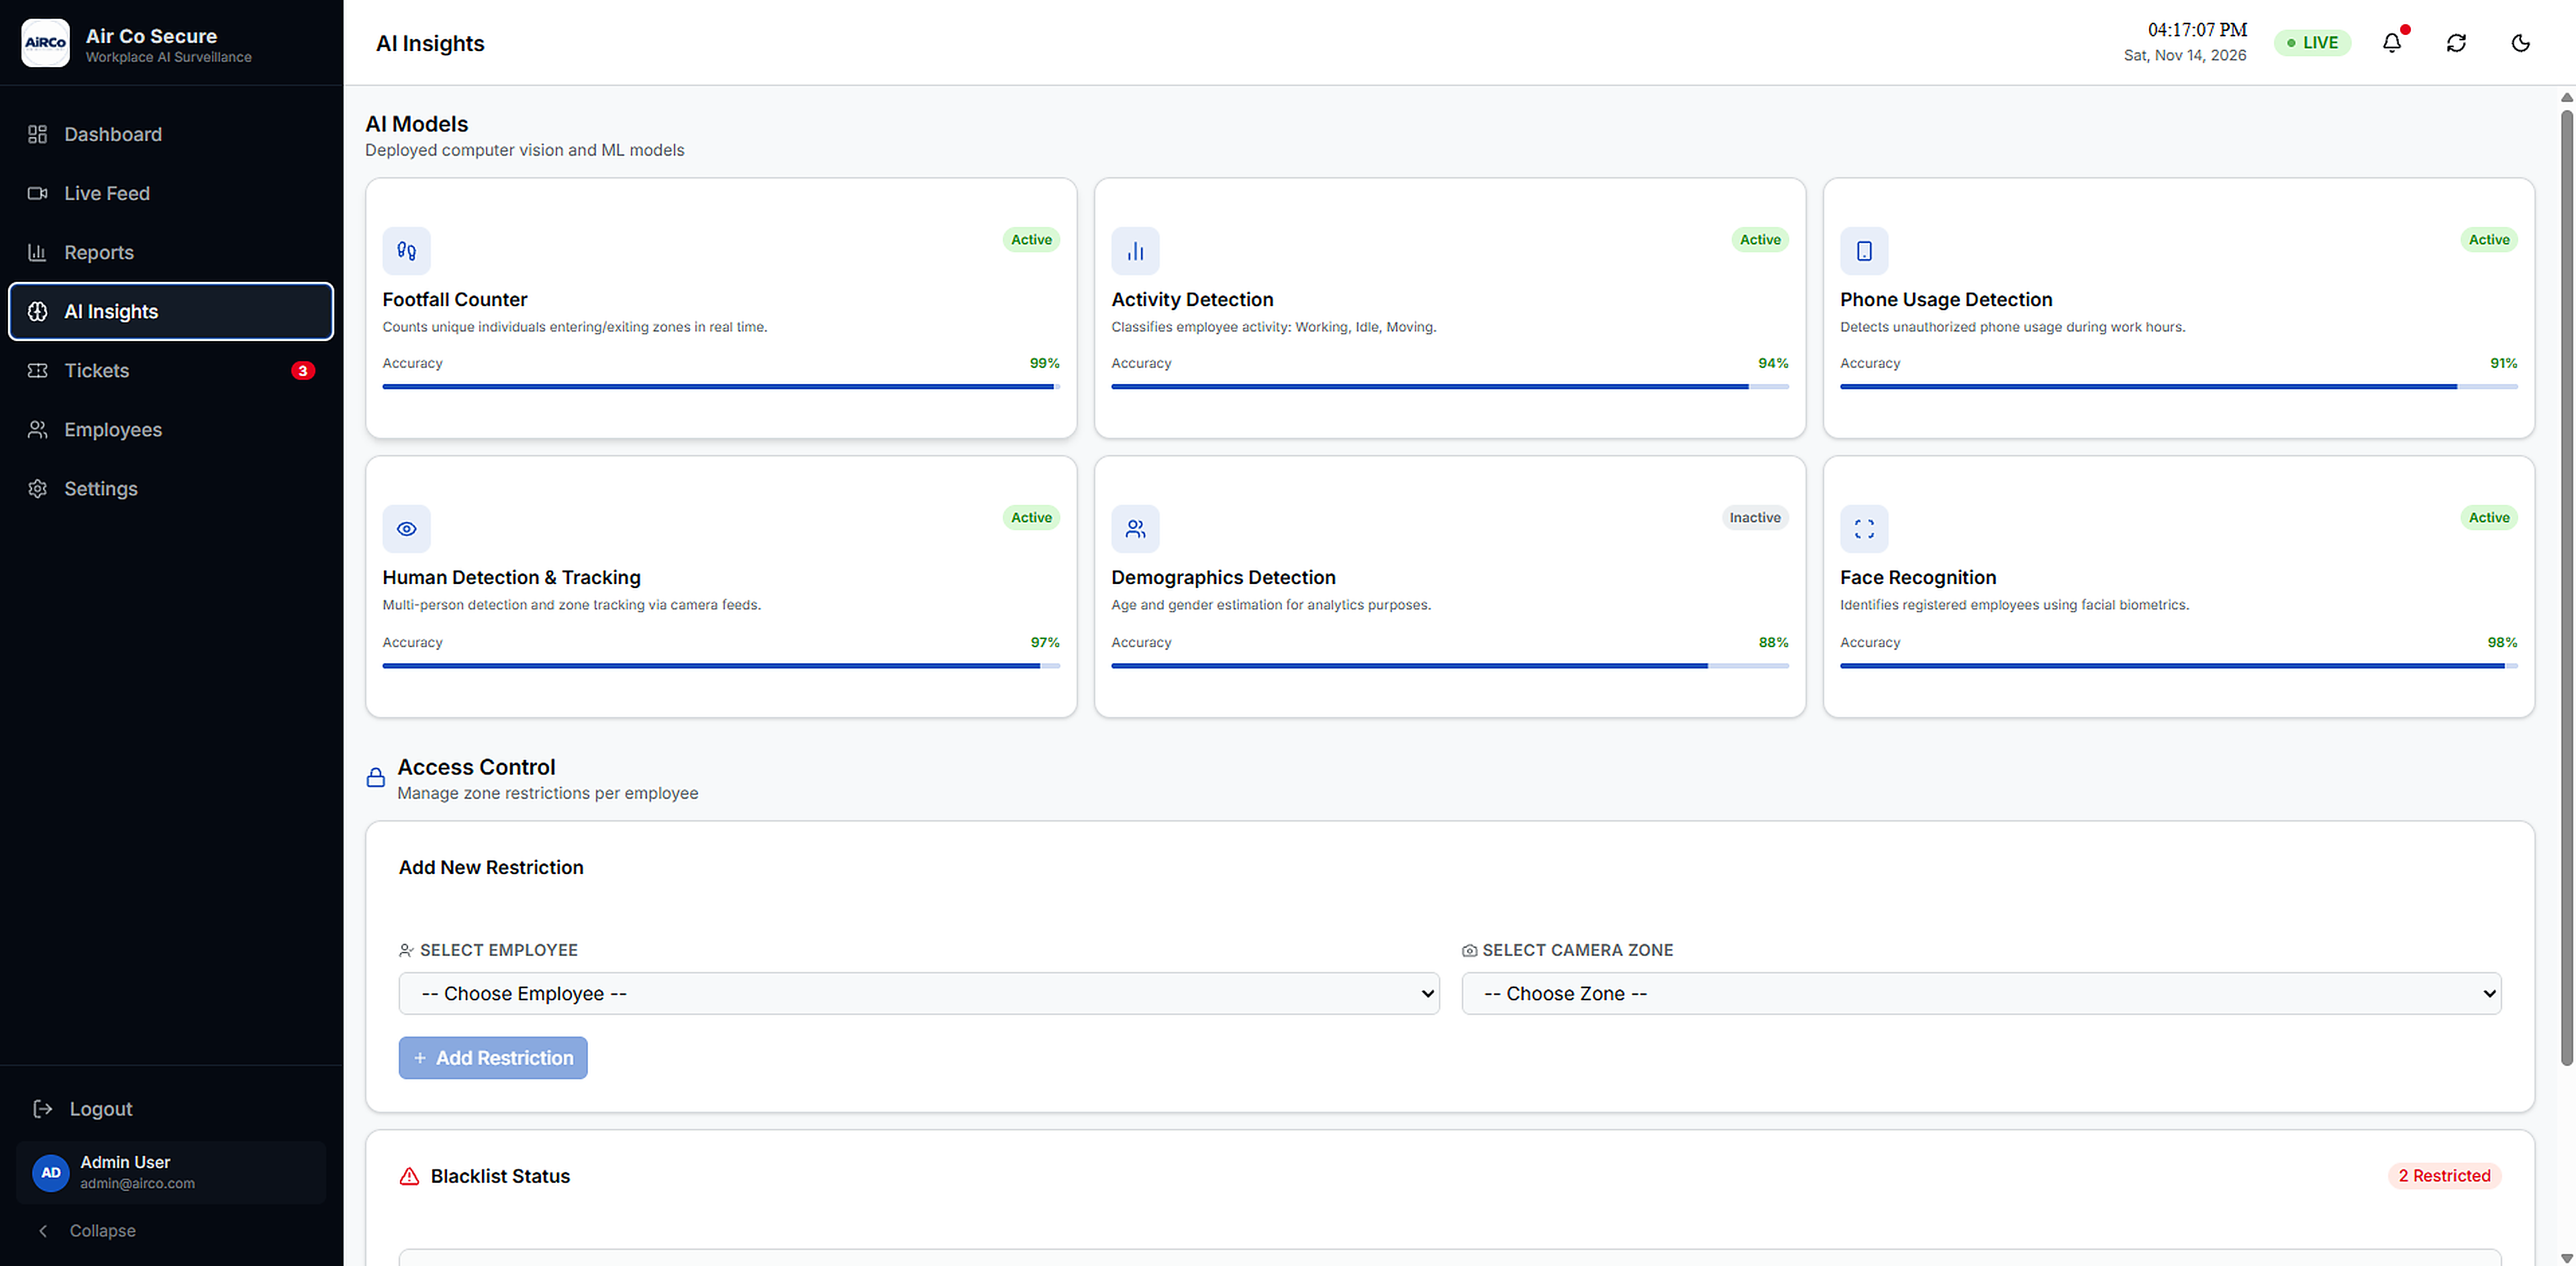 AiRCo
Air Co Secure
Workplace AI Surveillance
Dashboard
Live Feed
Reports
AI Insights
Tickets
3
Employees
Settings
Logout
AD
Admin User
admin@airco.com
Collapse
AI Insights
04:17:07 PM
Sat, Nov 14, 2026
LIVE
AI Models
Deployed computer vision and ML models
Active
Footfall Counter
Counts unique individuals entering/exiting zones in real time.
Accuracy 99%
Active
Activity Detection
Classifies employee activity: Working, Idle, Moving.
Accuracy 94%
Active
Phone Usage Detection
Detects unauthorized phone usage during work hours.
Accuracy 91%
Active
Human Detection & Tracking
Multi-person detection and zone tracking via camera feeds.
Accuracy 97%
Inactive
Demographics Detection
Age and gender estimation for analytics purposes.
Accuracy 88%
Active
Face Recognition
Identifies registered employees using facial biometrics.
Accuracy 98%
Access Control
Manage zone restrictions per employee
Add New Restriction
SELECT EMPLOYEE
-- Choose Employee --
SELECT CAMERA ZONE
-- Choose Zone --
+ Add Restriction
Blacklist Status
2 Restricted